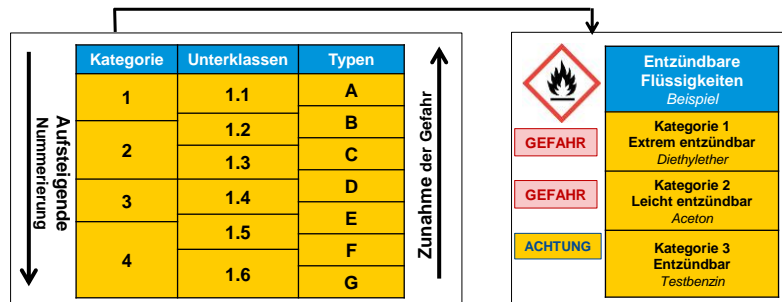 Aufsteigende
Nummerierung
Kategorie
1
2
3
4
Unterklassen
1.1
1.2
1.3
1.4
1.5
1.6
Typen
A
B
C
D
E
F
G
Zunahme der Gefahr
Entzündbare
Flüssigkeiten
Beispiel
GEFAHR
Kategorie 1
Extrem entzündbar
Diethylether
GEFAHR
Kategorie 2
Leicht entzündbar
Aceton
ACHTUNG
Kategorie 3
Entzündbar
Testbenzin